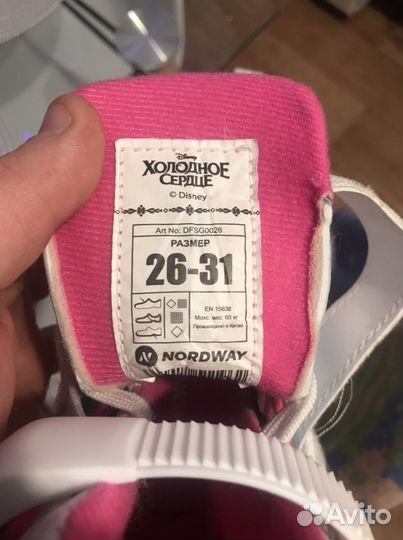 Disney
ХОЛОДНОЕ
СЕРДЦЕ
© Disney
Art No: DFSG0026
РАЗМЕР
26-31
EN 15638
Макс. вес: 60 кг
Произведено в Китае
NORDWAY
Avito